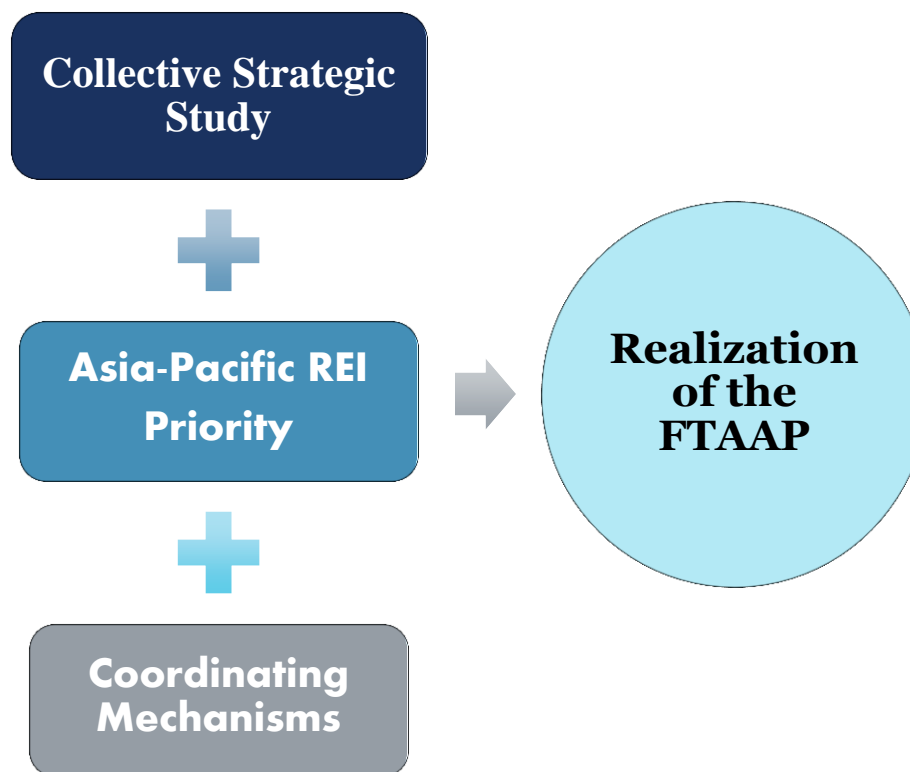 Collective Strategic
Study
Asia-Pacific REI
Priority
Coordinating
Mechanisms
Realization
of the
FTAAP